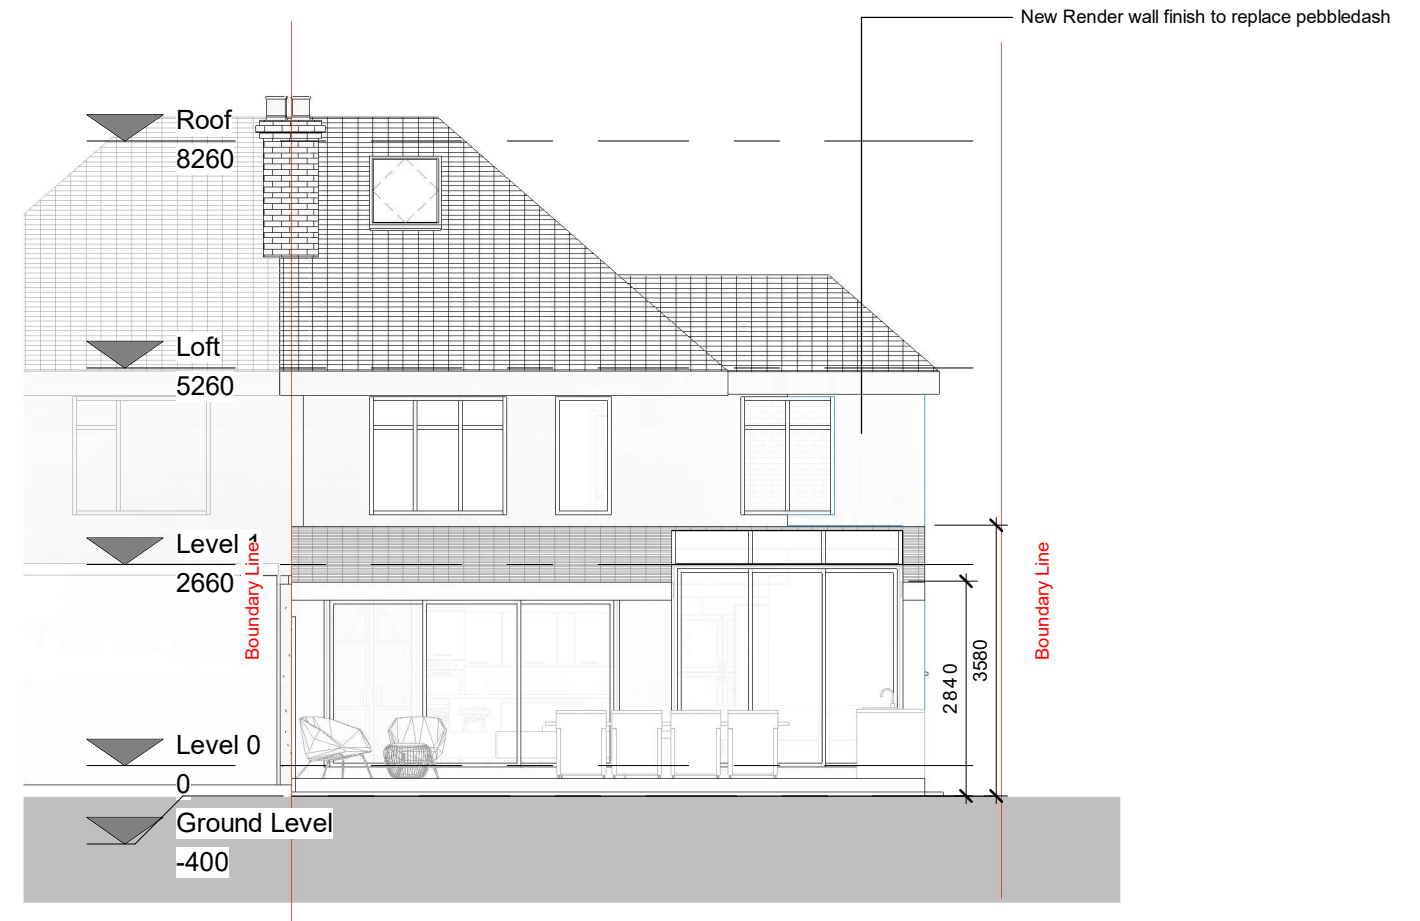 New Render wall finish to replace pebbledash
Roof
8260
Loft
5260
Level 1
2660
Boundary Line
Boundary Line
3580
2840
Level 0
0
Ground Level
-400